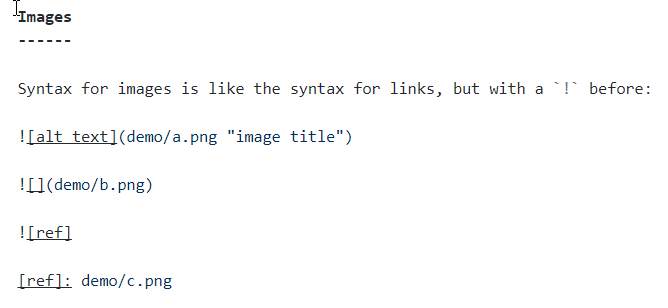 Images
------
Syntax for images is like the syntax for links, but with a `!` before:
![alt text](demo/a.png "image title")
![](demo/b.png)
![ref]
[ref]: demo/c.png